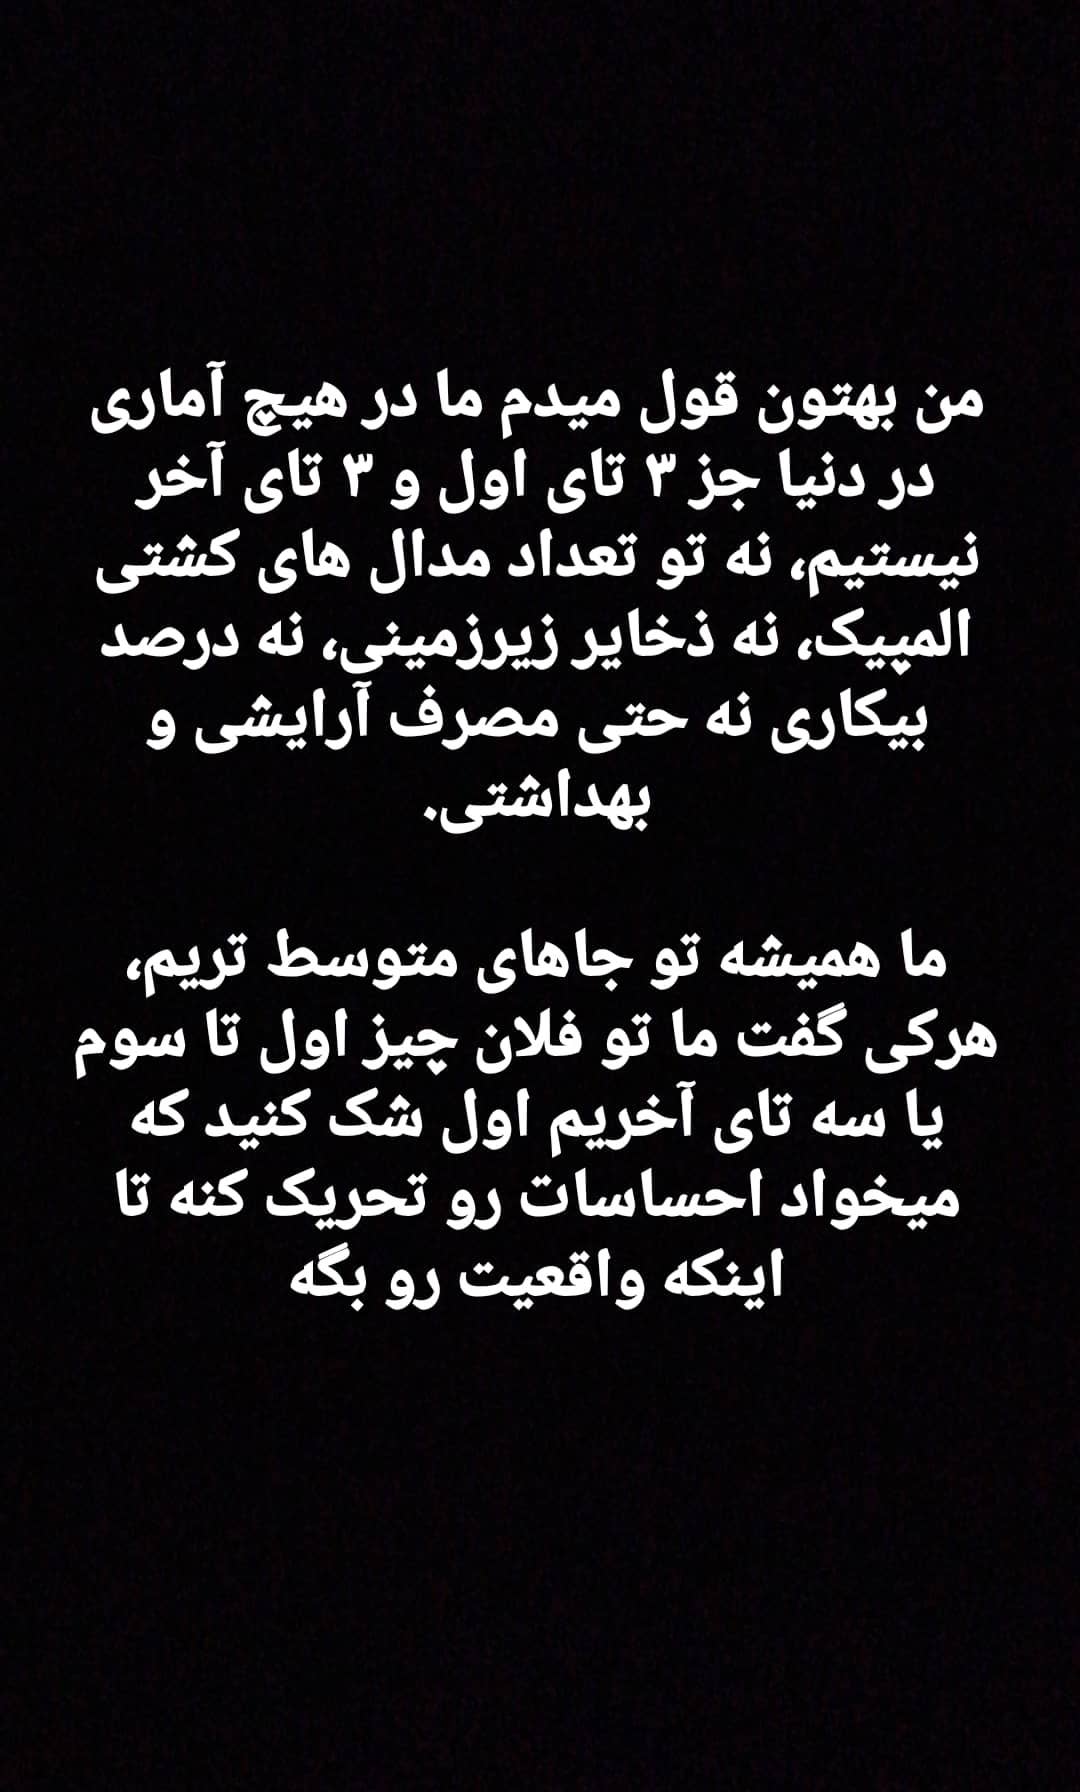 من بهتون قول میدم ما در هیچ آماری
در دنیا جز ۳ تای اول و ۳ تای آخر
نیستیم، نه تو تعداد مدال های کشتی
المپیک، نه ذخایر زیرزمینی، نه درصد
بیکاری نه حتی مصرف آرایشی و
بهداشتی.
ما همیشه تو جاهای متوسط تریم،
هرکی گفت ما تو فلان چیز اول تا سوم
یا سه تای آخریم اول شک کنید که
میخواد احساسات رو تحریک کنه تا
اینکه واقعیت رو بگه